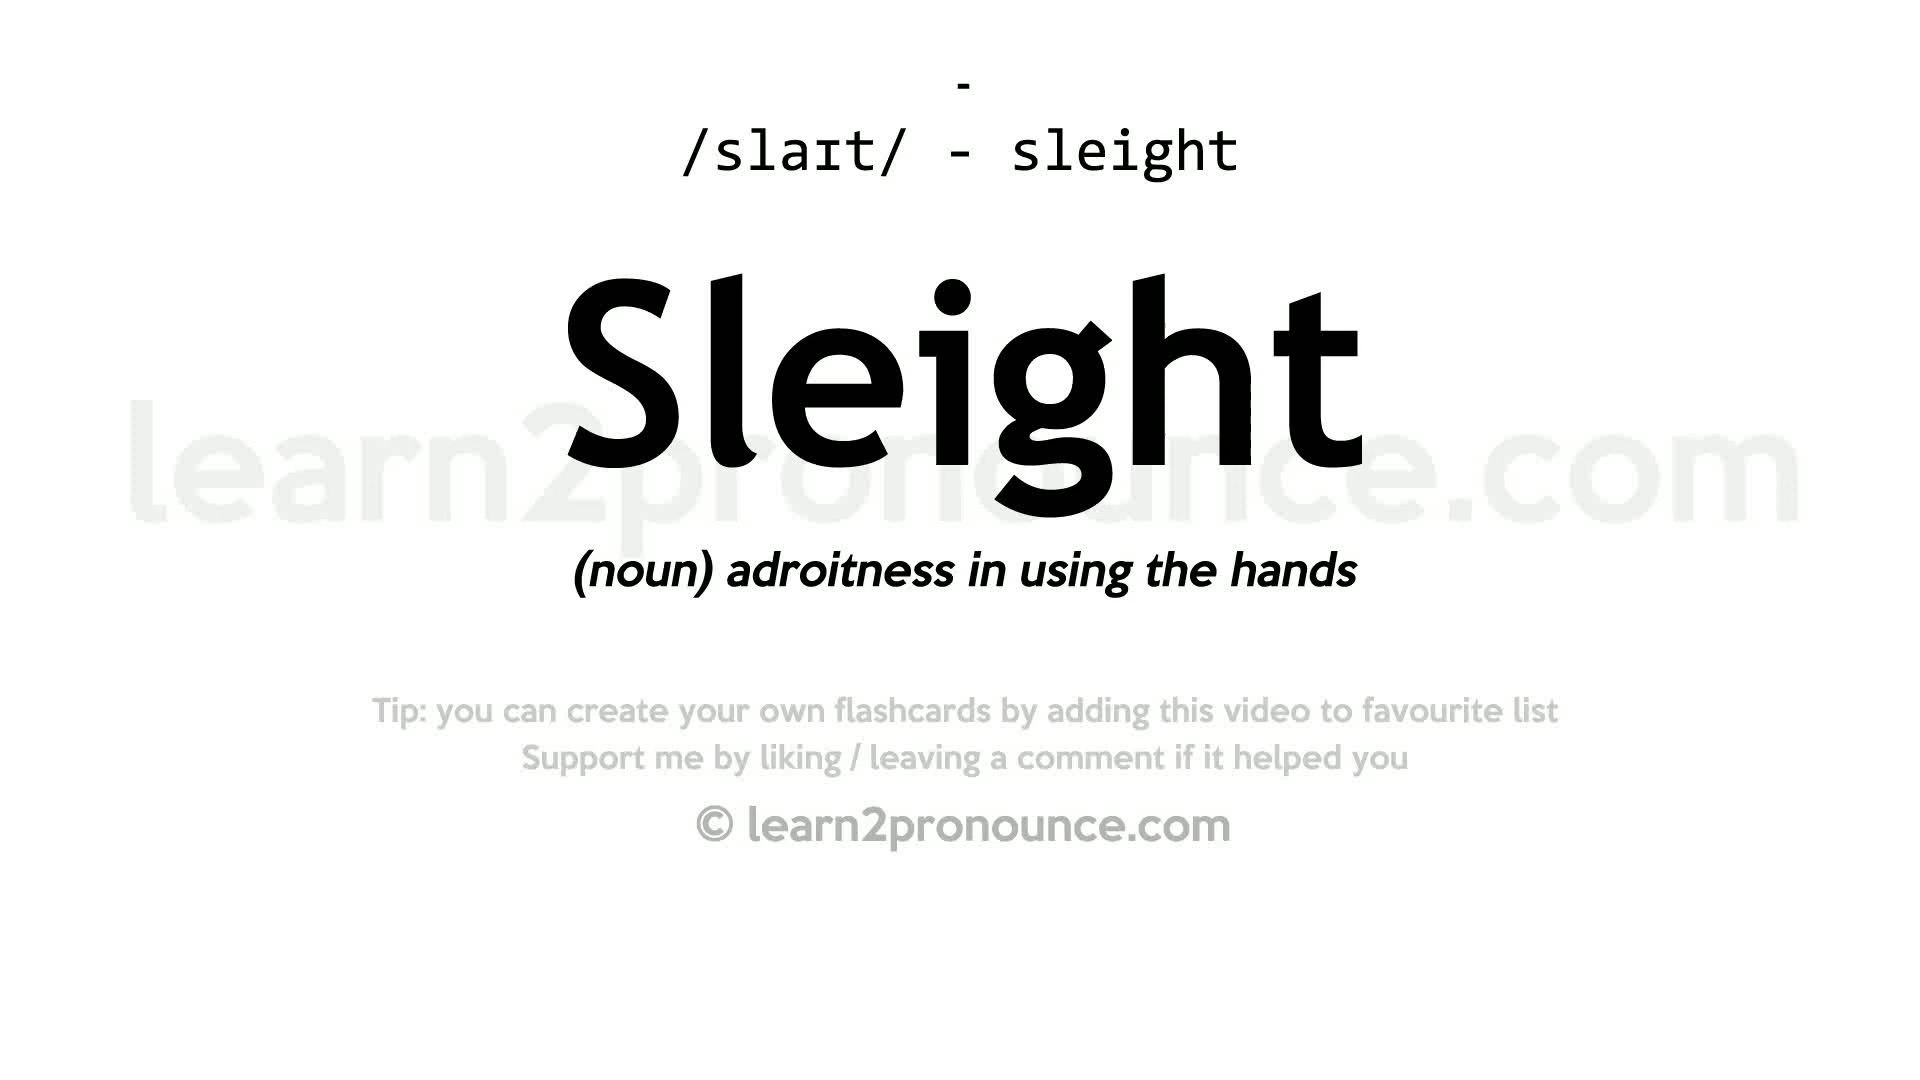 -
/slaɪt/ - sleight
Sleight
learn2pronounce.com
(noun) adroitness in using the hands
Tip: you can create your own flashcards by adding this video to favourite list
Support me by liking / leaving a comment if it helped you
© learn2pronounce.com